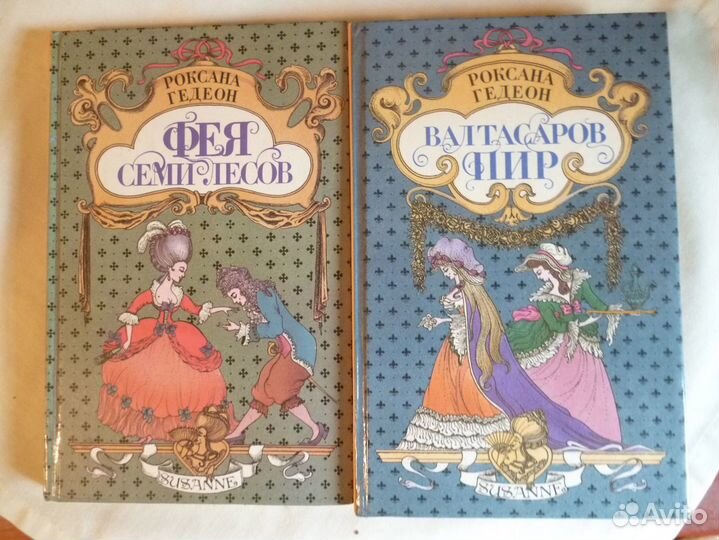 РОКСАНА
ГЕДЕОН
ФЕЯ
СЕМИ ЛЕСОВ
SUSANNE
РОКСАНА
ГЕДЕОН
ВАЛТАСАРОВ
ПИР
SUSANNE
Avito